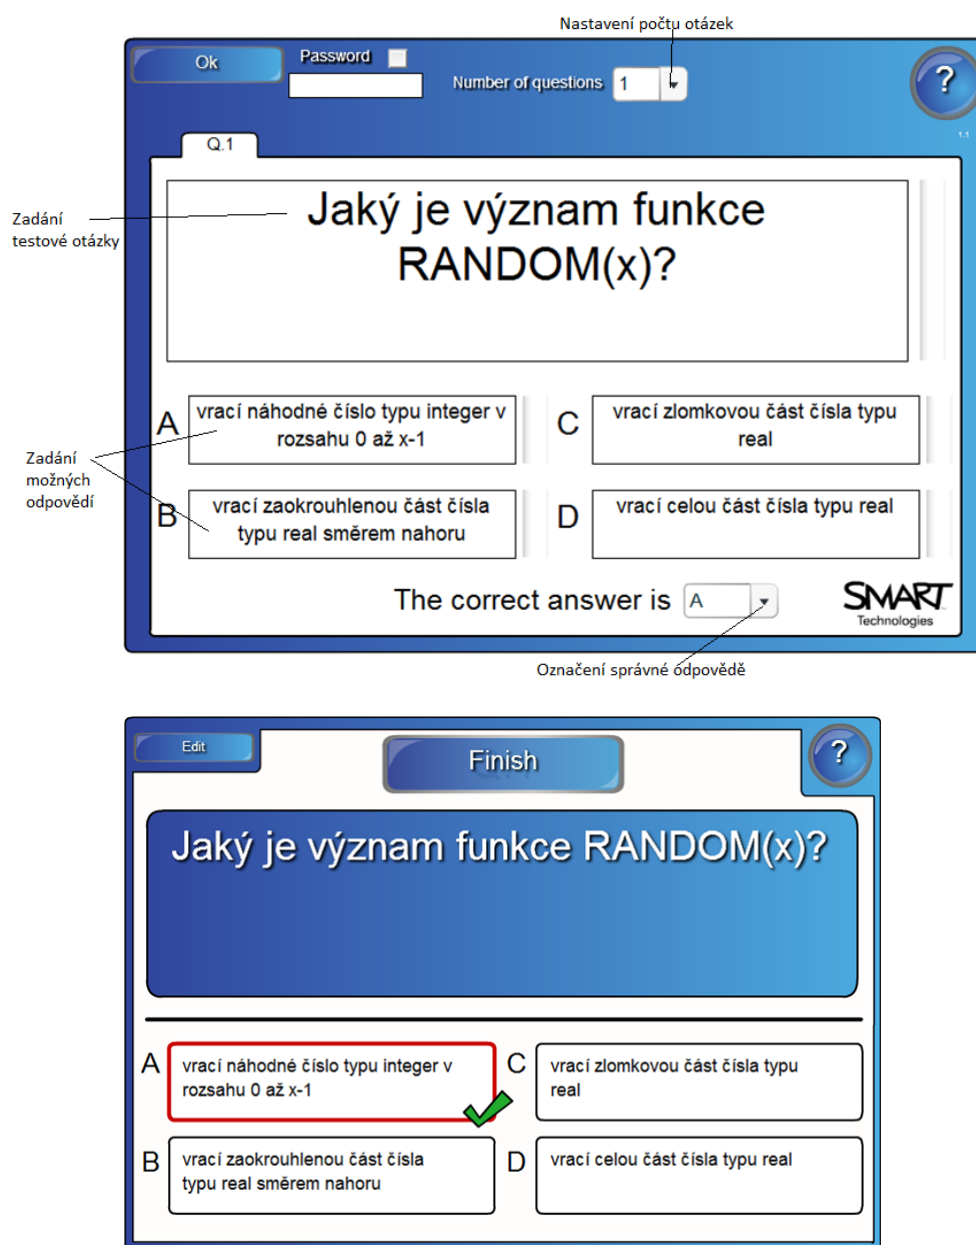 Nastavení počtu otázek
Ok
Password
Number of questions 1
?
1.1
Q.1
Zadání
testové otázky
Jaký je význam funkce
RANDOM(x)?
A
vrací náhodné číslo typu integer v
rozsahu 0 až x-1
C
vrací zlomkovou část čísla typu
real
Zadání
možných
odpovědí
B
vrací zaokrouhlenou část čísla
typu real směrem nahoru
D
vrací celou část čísla typu real
The correct answer is A
SMART
Technologies
Označení správné odpovědě
Edit
Finish
?
Jaký je význam funkce RANDOM(x)?
A
vrací náhodné číslo typu integer v
rozsahu 0 až x-1
C
vrací zlomkovou část čísla typu
real
B
vrací zaokrouhlenou část čísla
typu real směrem nahoru
D
vrací celou část čísla typu real